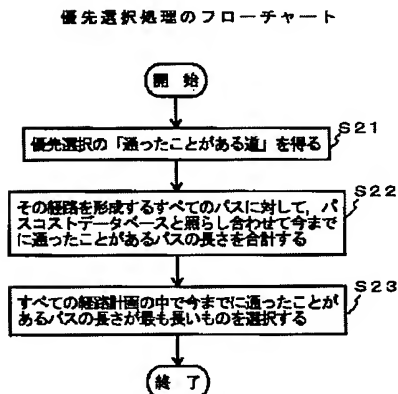 優先選択処理のフローチャート
開始
S21
優先選択の「通ったことがある道」を得る
S22
その経路を形成するすべてのパスに対して，パ
スコストデータベースと照らし合わせて今まで
に通ったことがあるパスの長さを合計する
S23
すべての経路計画の中で今までに通ったことが
あるパスの長さが最も長いものを選択する
終了